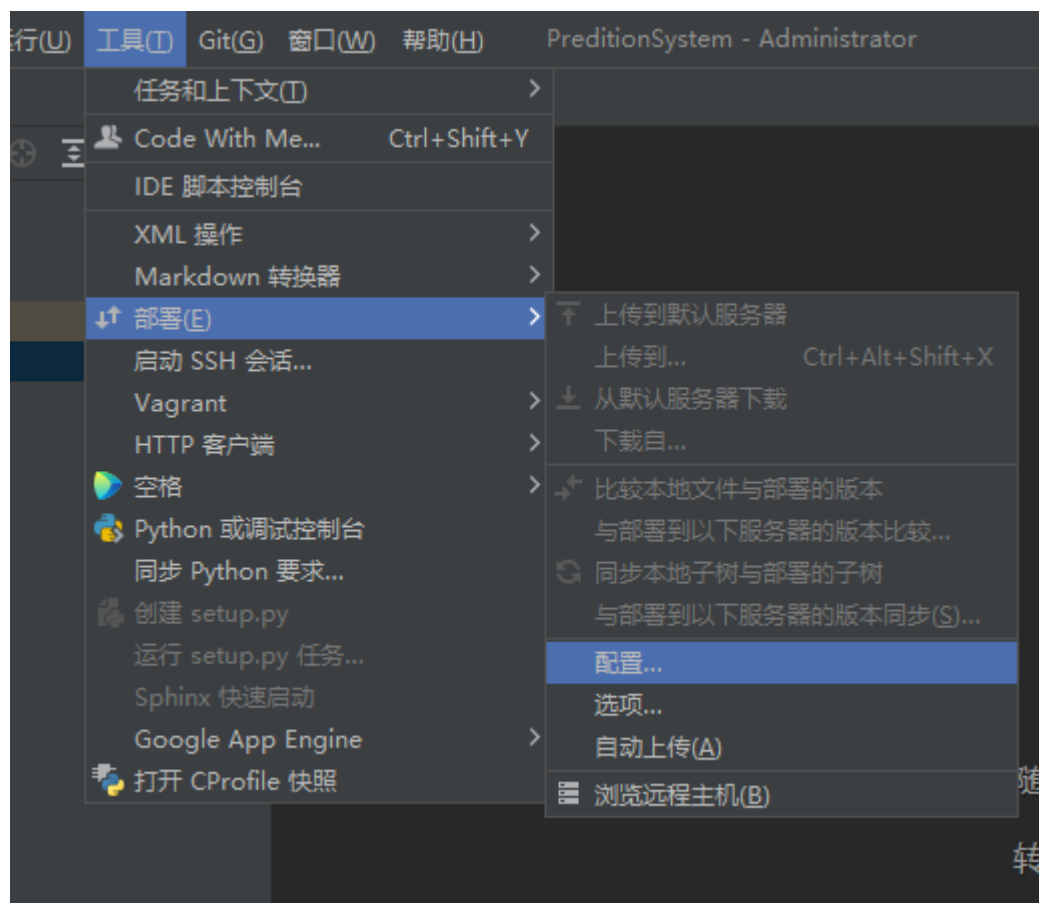 行(U) 工具(T) Git(G) 窗口(W) 帮助(H) PreditionSystem - Administrator
任务和上下文(T)
Code With Me... Ctrl+Shift+Y
IDE 脚本控制台
XML 操作
Markdown 转换器
部署(E)
启动 SSH 会话...
Vagrant
HTTP 客户端
空格
Python 或调试控制台
同步 Python 要求...
创建 setup.py
运行 setup.py 任务...
Sphinx 快速启动
Google App Engine
打开 CProfile 快照
上传到默认服务器
上传到... Ctrl+Alt+Shift+X
从默认服务器下载
下载自...
比较本地文件与部署的版本
与部署到以下服务器的版本比较...
同步本地子树与部署的子树
与部署到以下服务器的版本同步(S)...
配置...
选项...
自动上传(A)
浏览远程主机(B)
随
转